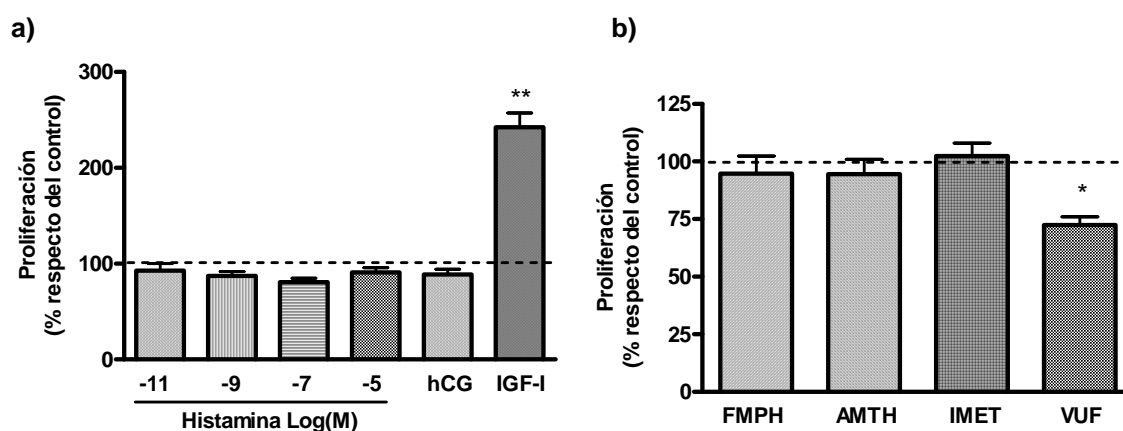 a)
Proliferación
(% respecto del control)
300
200
100
0
**
-11 -9 -7 -5 hCG IGF-I
Histamina Log(M)
b)
Proliferación
(% respecto del control)
125
100
75
50
25
0
*
FMPH AMTH IMET VUF